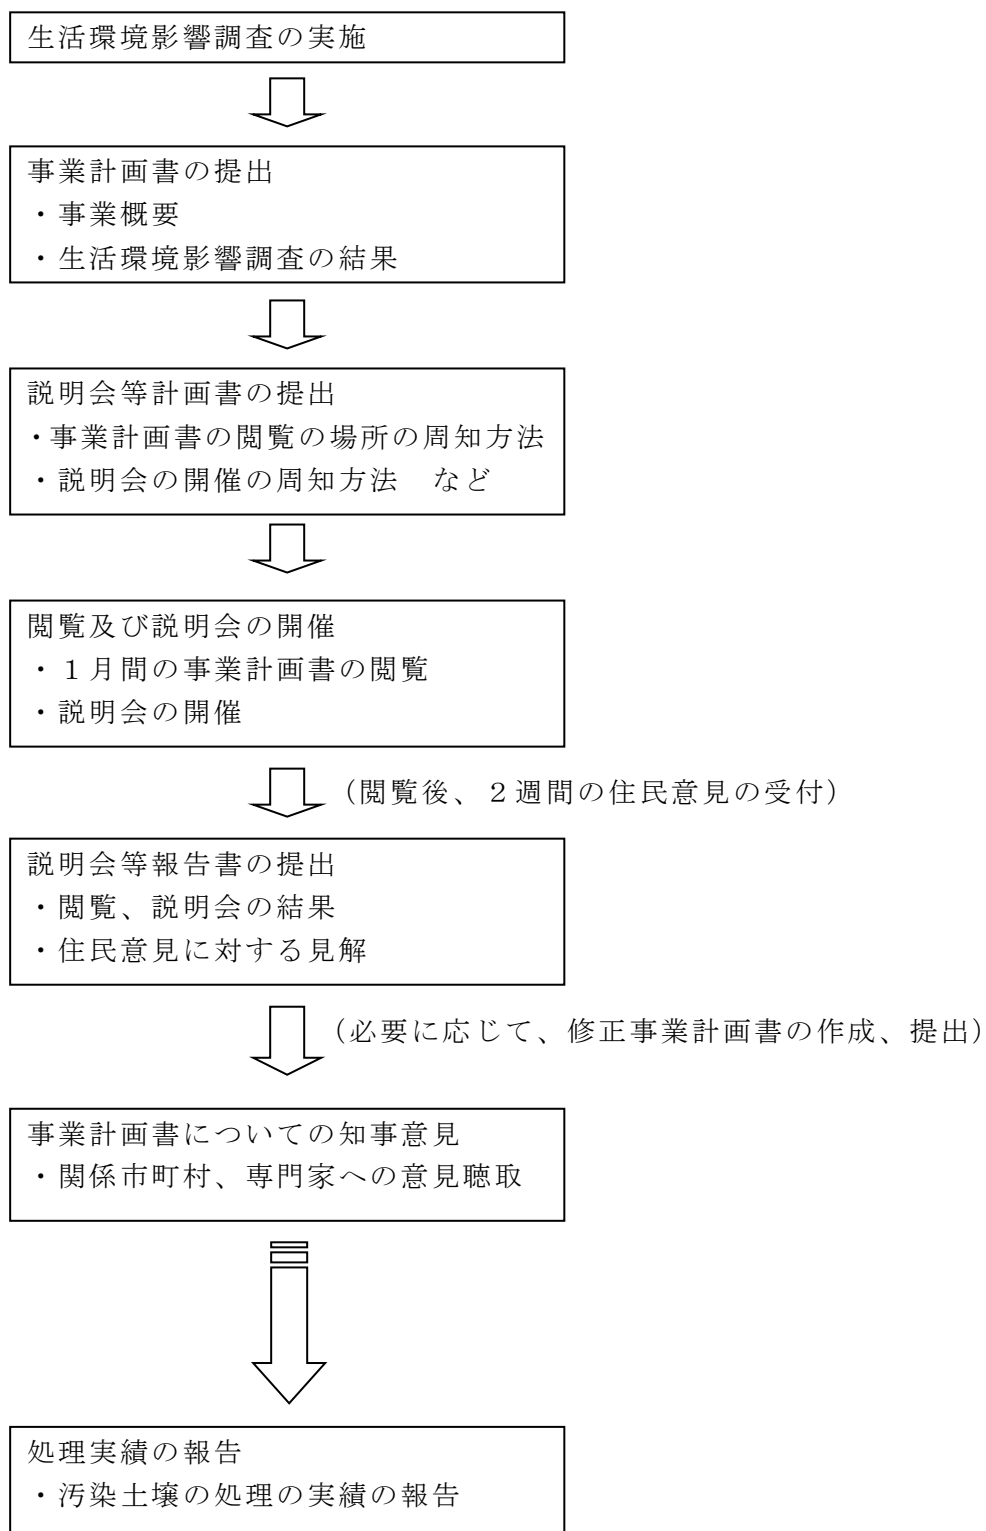 生活環境影響調査の実施
事業計画書の提出
・事業概要
・生活環境影響調査の結果
説明会等計画書の提出
・事業計画書の閲覧の場所の周知方法
・説明会の開催の周知方法　など
閲覧及び説明会の開催
・１月間の事業計画書の閲覧
・説明会の開催
（閲覧後、２週間の住民意見の受付）
説明会等報告書の提出
・閲覧、説明会の結果
・住民意見に対する見解
（必要に応じて、修正事業計画書の作成、提出）
事業計画書についての知事意見
・関係市町村、専門家への意見聴取
処理実績の報告
・汚染土壌の処理の実績の報告